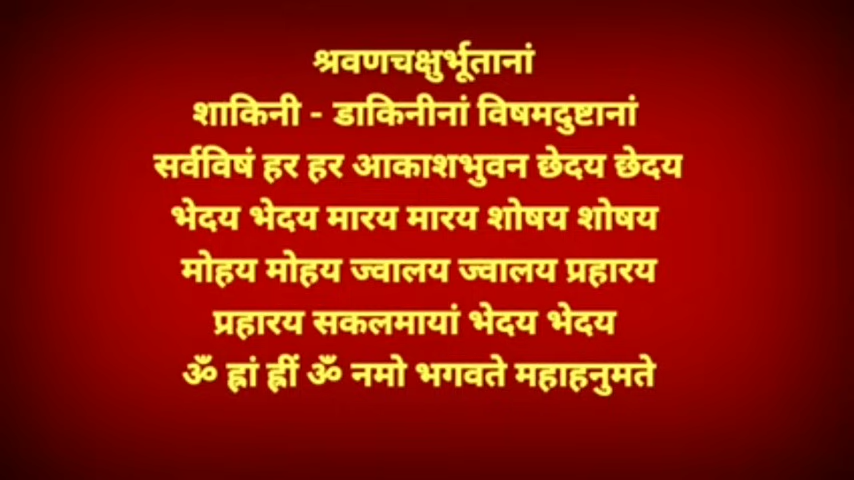 श्रवणचक्षुर्भूतानां
शाकिनी - डाकिनीनां विषमदुष्टानां
सर्वविषं हर हर आकाशभुवन छेदय छेदय
भेदय भेदय मारय मारय शोषय शोषय
मोहय मोहय ज्वालय ज्वालय प्रहारय
प्रहारय सकलमायां भेदय भेदय
ॐ ह्रां ह्रीं ॐ नमो भगवते महाहनुमते